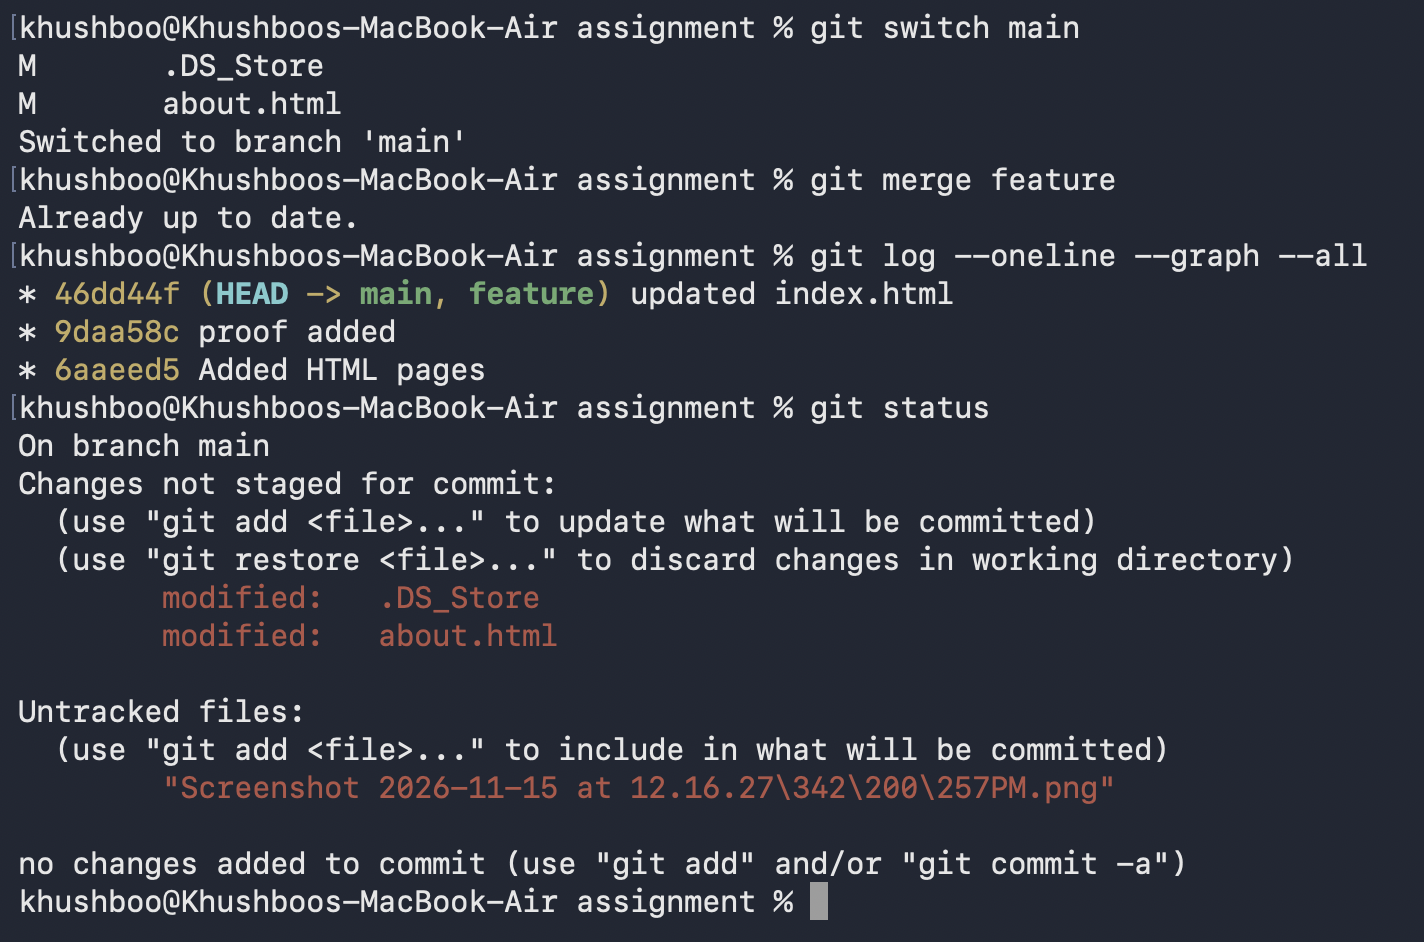 [khushboo@Khushboos-MacBook-Air assignment % git switch main
M       .DS_Store
M       about.html
Switched to branch 'main'
[khushboo@Khushboos-MacBook-Air assignment % git merge feature
Already up to date.
[khushboo@Khushboos-MacBook-Air assignment % git log --oneline --graph --all
* 46dd44f (HEAD -> main, feature) updated index.html
* 9daa58c proof added
* 6aaeed5 Added HTML pages
[khushboo@Khushboos-MacBook-Air assignment % git status
On branch main
Changes not staged for commit:
  (use "git add <file>..." to update what will be committed)
  (use "git restore <file>..." to discard changes in working directory)
        modified:   .DS_Store
        modified:   about.html

Untracked files:
  (use "git add <file>..." to include in what will be committed)
        "Screenshot 2026-11-15 at 12.16.27\342\200\257PM.png"

no changes added to commit (use "git add" and/or "git commit -a")
khushboo@Khushboos-MacBook-Air assignment %